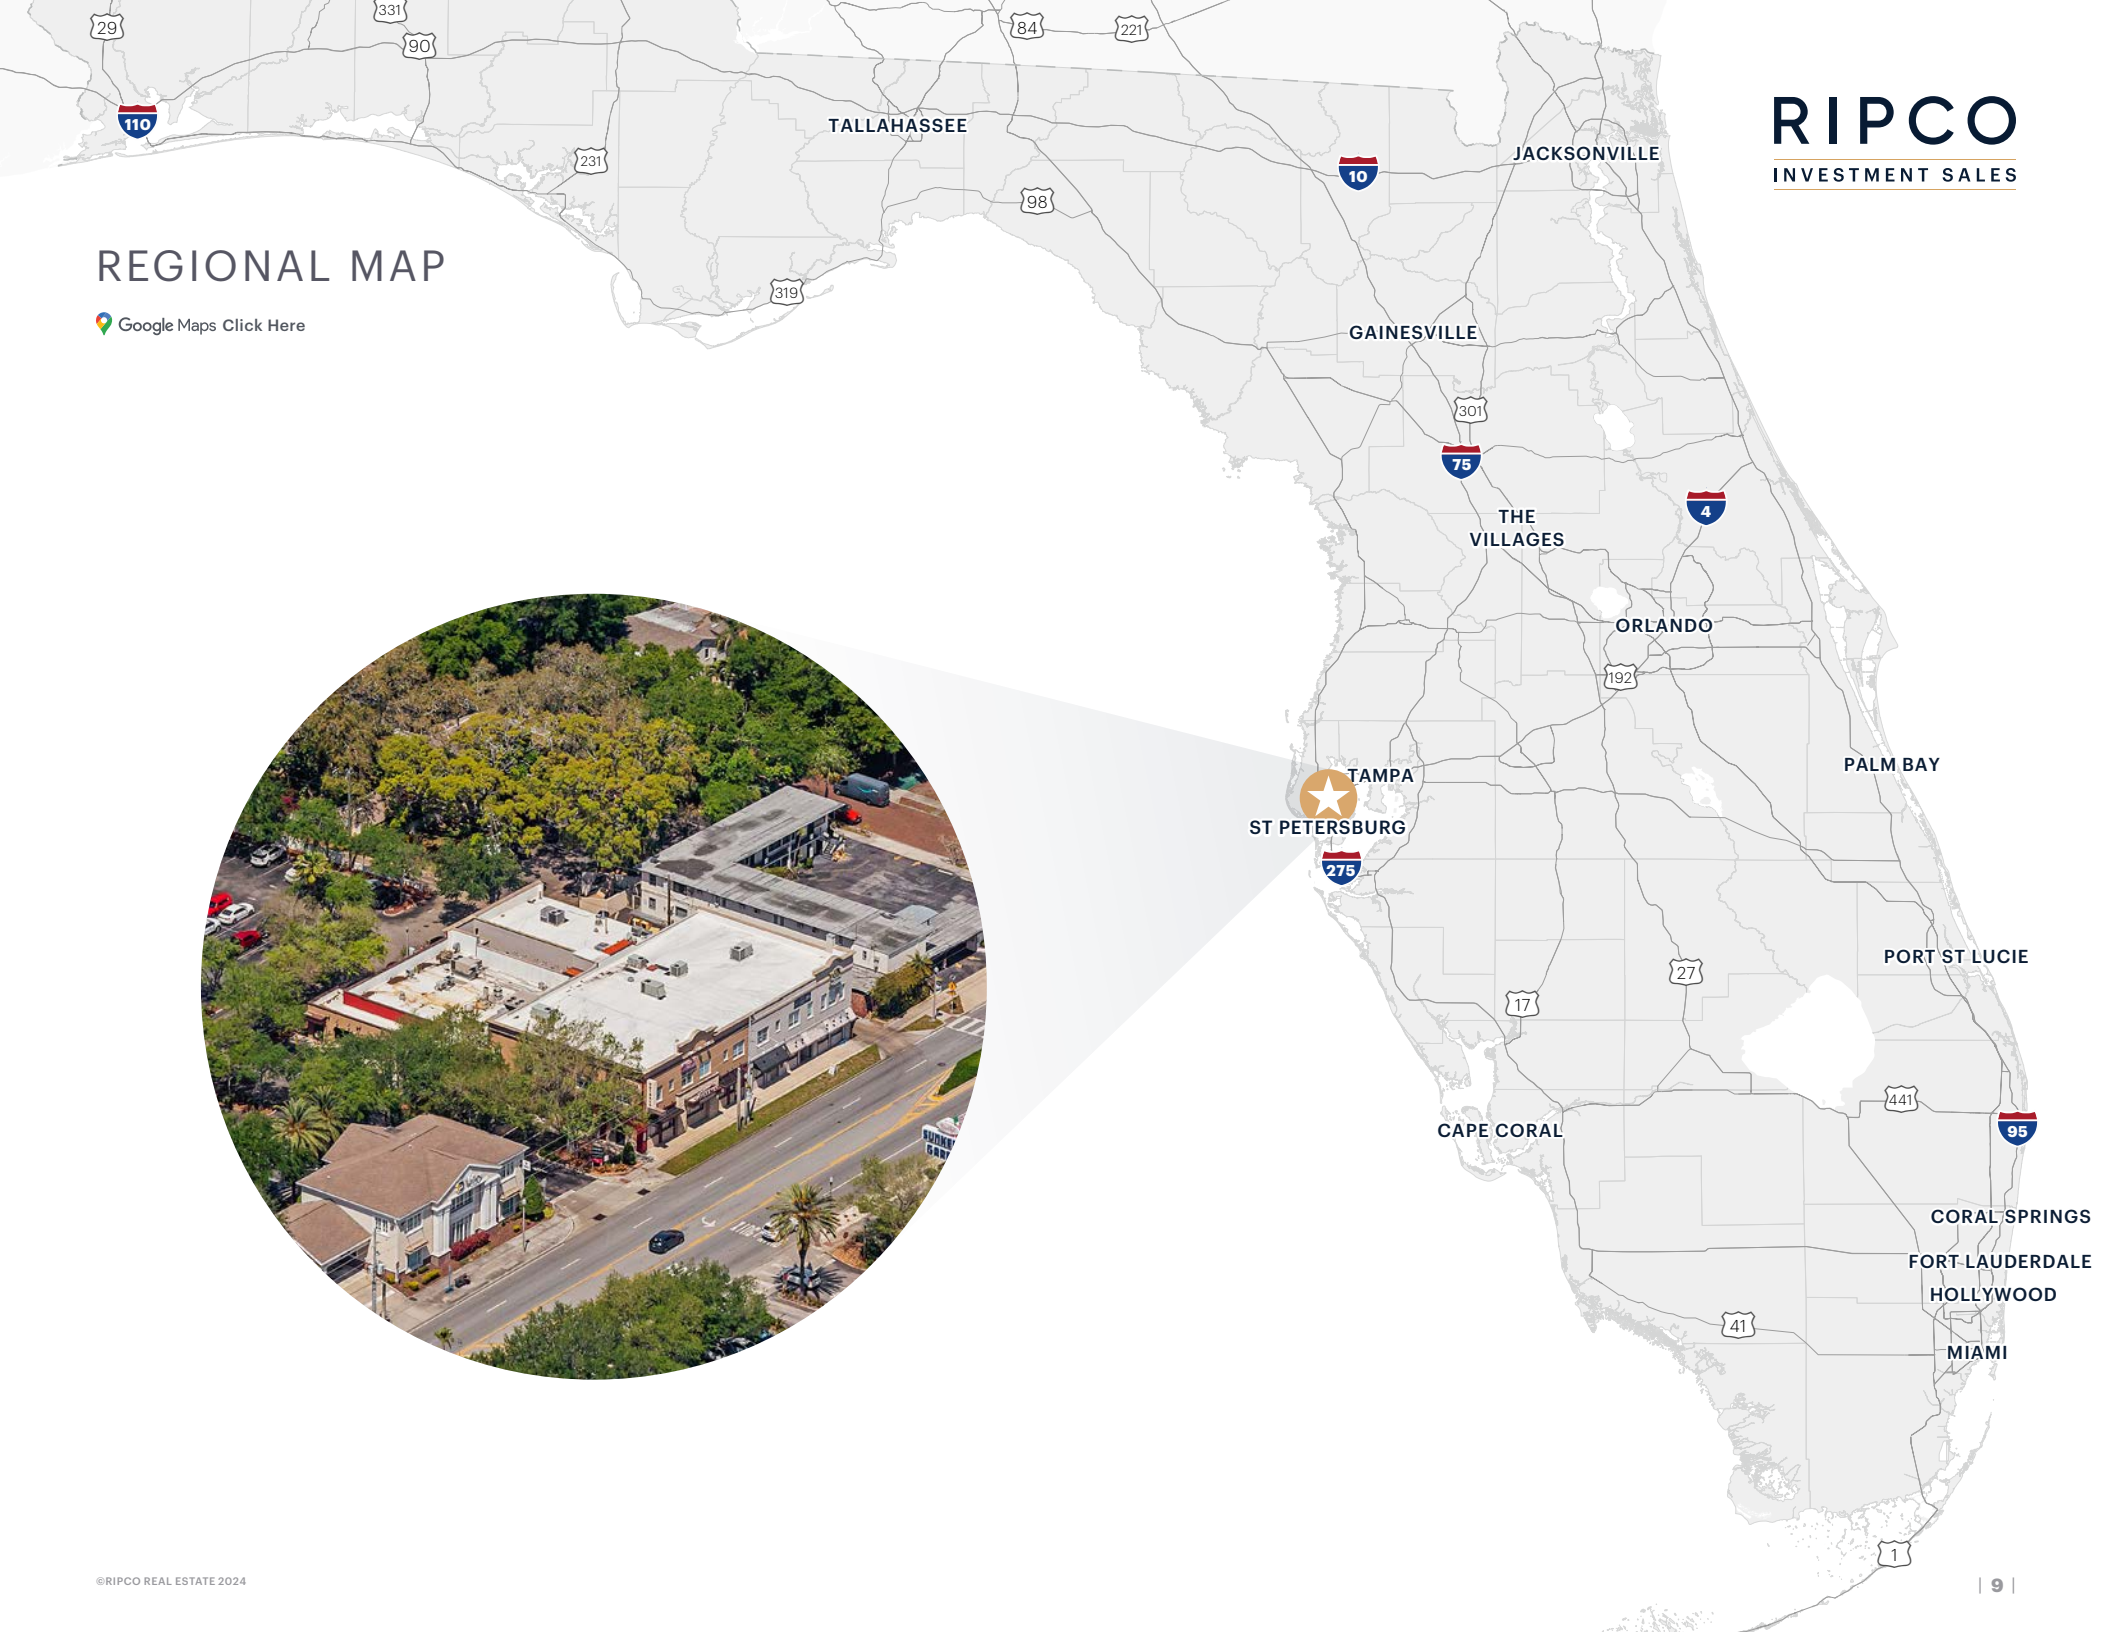 29
331
90
84
221
110
TALLAHASSEE
231
98
10
JACKSONVILLE
RIPCO
INVESTMENT SALES
REGIONAL MAP
Google Maps Click Here
319
GAINESVILLE
301
75
4
THE
VILLAGES
ORLANDO
192
TAMPA
PALM BAY
ST PETERSBURG
275
PORT ST LUCIE
27
17
441
95
CAPE CORAL
CORAL SPRINGS
FORT LAUDERDALE
HOLLYWOOD
41
MIAMI
1
©RIPCO REAL ESTATE 2024
| 9 |